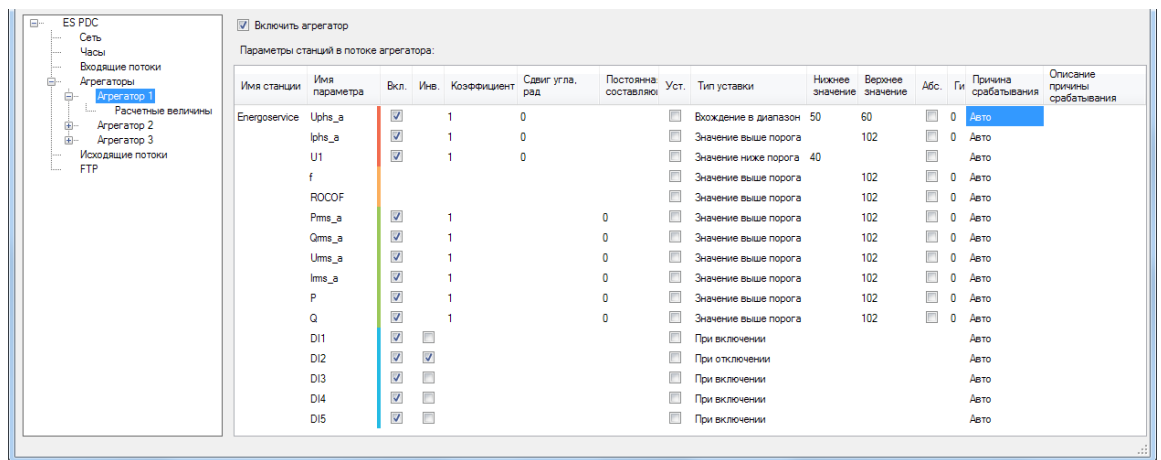 ES PDC
Сеть
Часы
Входящие потоки
Агрегаторы
Агрегатор 1
Расчетные величины
Агрегатор 2
Агрегатор 3
Исходящие потоки
FTP
Включить агрегатор
Параметры станций в потоке агрегатора:
Имя станции Имя параметра Вкл. Инв. Коэффициент Сдвиг угла, рад Постоянная составляющ Уст. Тип уставки Нижнее значение Верхнее значение Абс. Ги Причина срабатывания Описание причины срабатывания
Energoservice Uphs_a 1 0 Вхождение в диапазон 50 60 0 Авто
Iphs_a 1 0 Значение выше порога 102 0 Авто
U1 1 0 Значение ниже порога 40 Авто
f Значение выше порога 102 0 Авто
ROCOF Значение выше порога 102 0 Авто
Prms_a 1 0 Значение выше порога 102 0 Авто
Qrms_a 1 0 Значение выше порога 102 0 Авто
Urms_a 1 0 Значение выше порога 102 0 Авто
Irms_a 1 0 Значение выше порога 102 0 Авто
P 1 0 Значение выше порога 102 0 Авто
Q 1 0 Значение выше порога 102 0 Авто
DI1 При включении Авто
DI2 При отключении Авто
DI3 При включении Авто
DI4 При включении Авто
DI5 При включении Авто